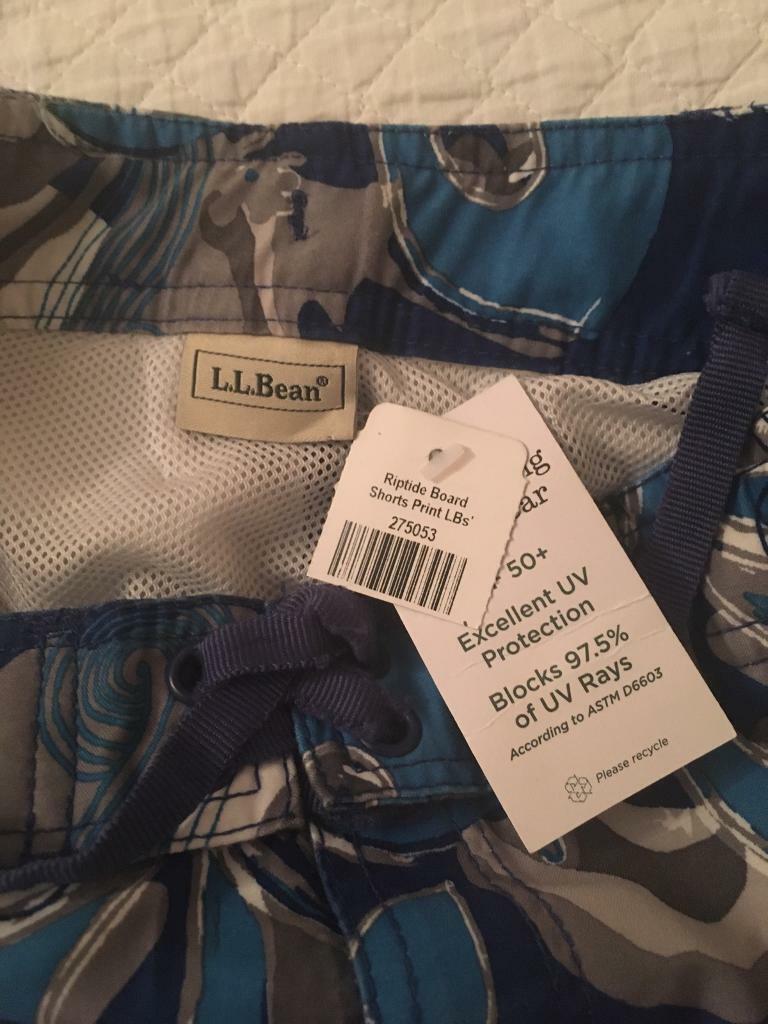 L.L.Bean®
Riptide Board
Shorts Print LBs'
275053
50+
Excellent UV
Protection
Blocks 97.5%
of UV Rays
According to ASTM D6603
Please recycle